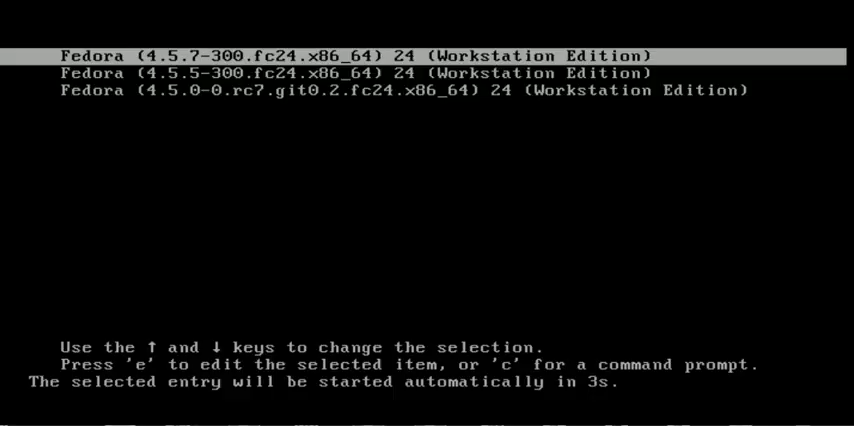 Fedora (4.5.7-300.fc24.x86_64) 24 (Workstation Edition)
Fedora (4.5.5-300.fc24.x86_64) 24 (Workstation Edition)
Fedora (4.5.0-0.rc7.git0.2.fc24.x86_64) 24 (Workstation Edition)
Use the ↑ and ↓ keys to change the selection.
Press 'e' to edit the selected item, or 'c' for a command prompt.
The selected entry will be started automatically in 3s.